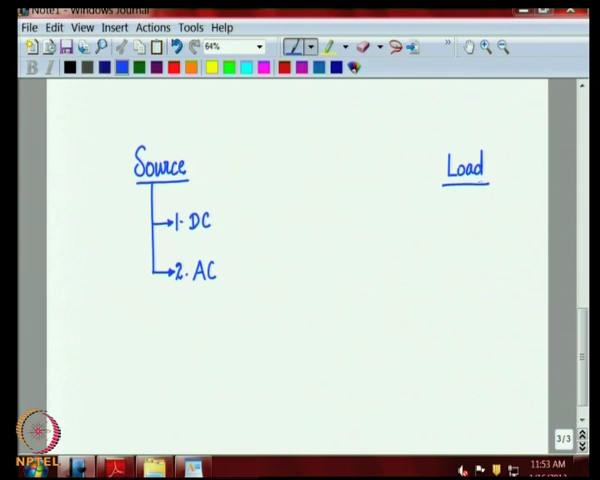 Note1 - Windows Journal
File Edit View Insert Actions Tools Help
64%
B I
Source
Load
1. DC
2. AC
3/3
NPTEL
11:53 AM